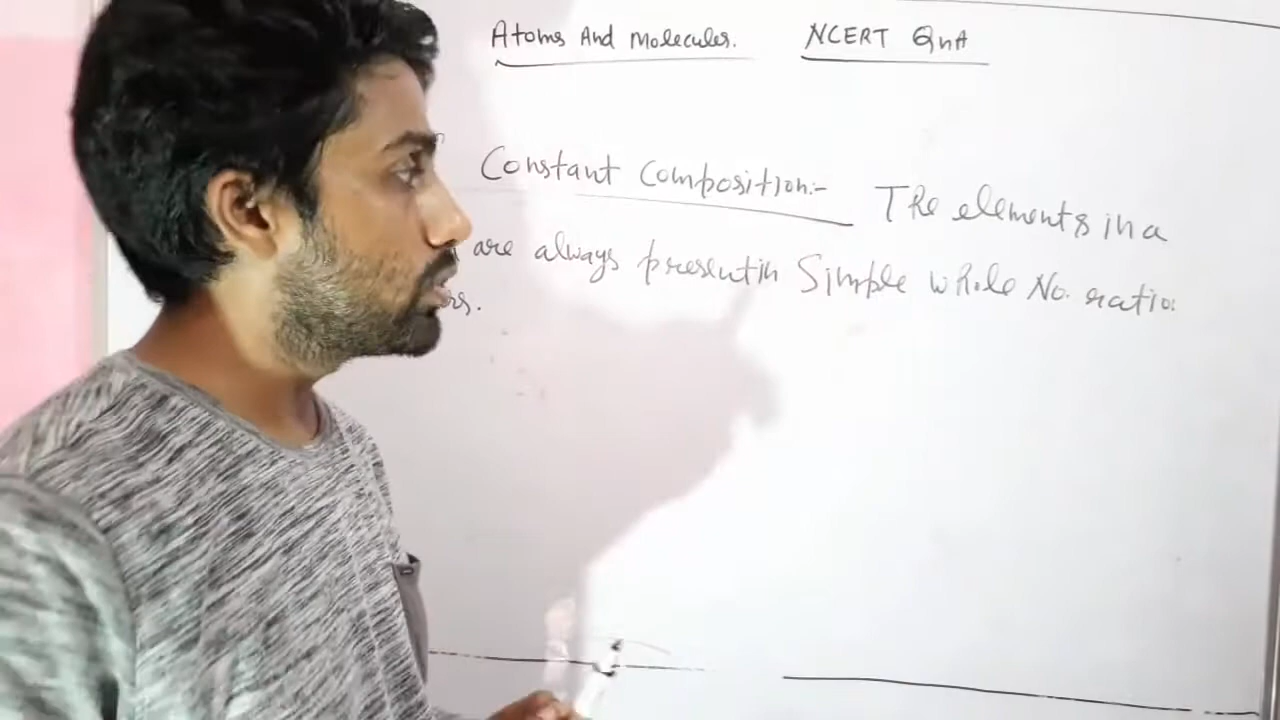 Atoms And Molecules. NCERT QnA
Constant Composition:- The elements in a
are always present in Simple whole No. ratio